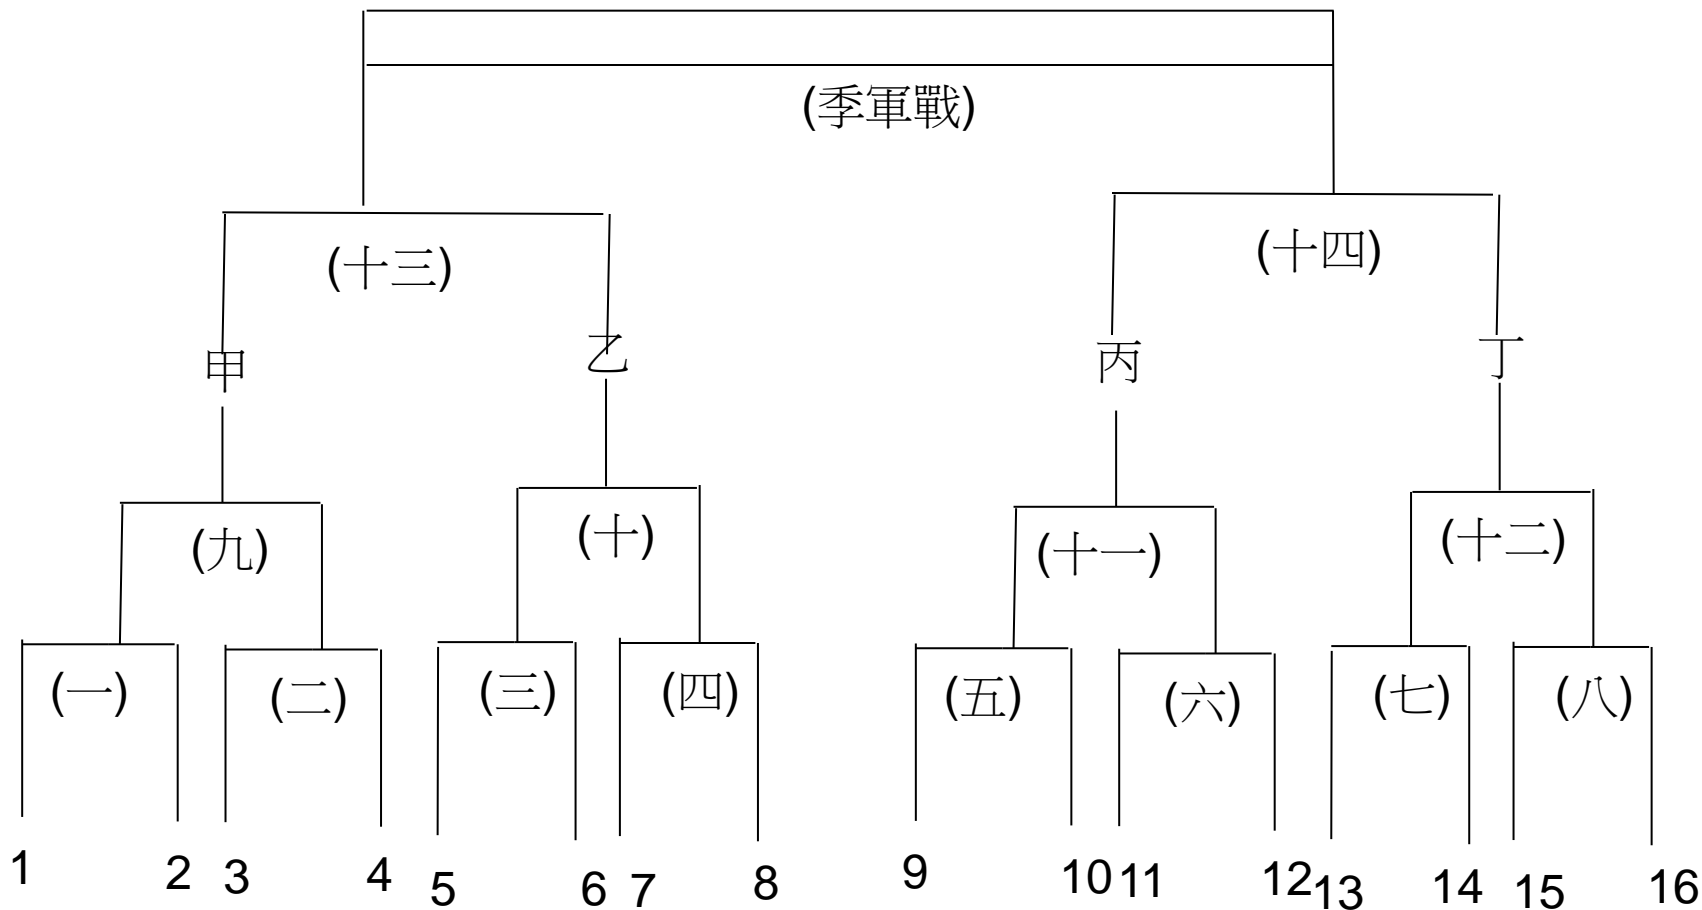 (季軍戰)
(十三)
(十四)
甲
乙
丙
丁
(九)
(十)
(十一)
(十二)
(一)
(二)
(三)
(四)
(五)
(六)
(七)
(八)
1
2
3
4
5
6
7
8
9
10
11
12
13
14
15
16